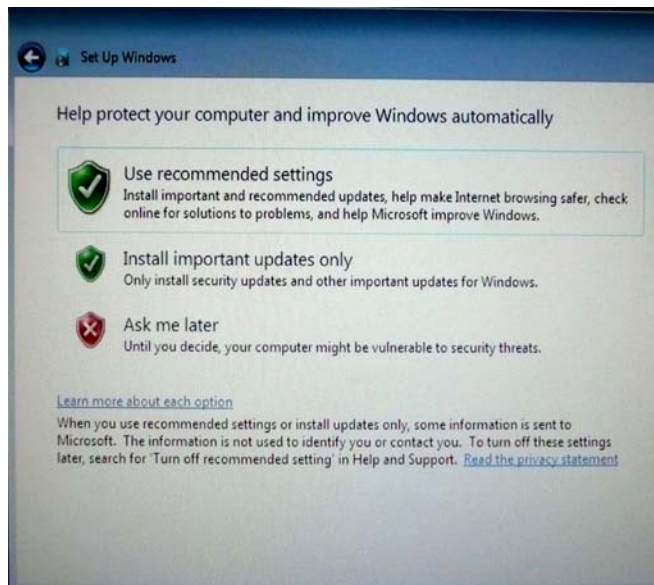 Set Up Windows
Help protect your computer and improve Windows automatically
Use recommended settings
Install important and recommended updates, help make Internet browsing safer, check
online for solutions to problems, and help Microsoft improve Windows.
Install important updates only
Only install security updates and other important updates for Windows.
Ask me later
Until you decide, your computer might be vulnerable to security threats.
Learn more about each option
When you use recommended settings or install updates only, some information is sent to
Microsoft. The information is not used to identify you or contact you. To turn off these settings
later, search for 'Turn off recommended setting' in Help and Support. Read the privacy statement